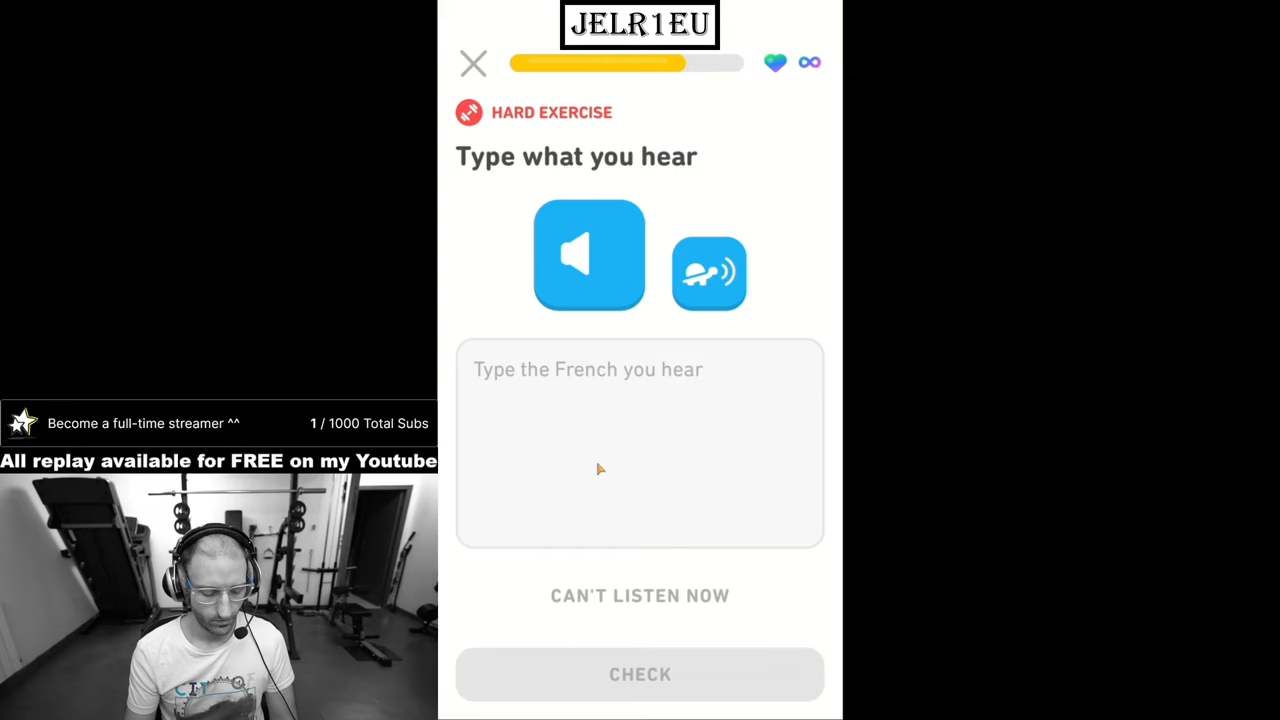 JELR1EU
HARD EXERCISE
Type what you hear
Type the French you hear
Become a full-time streamer ^^ 1 / 1000 Total Subs
All replay available for FREE on my Youtube
CAN'T LISTEN NOW
CHECK